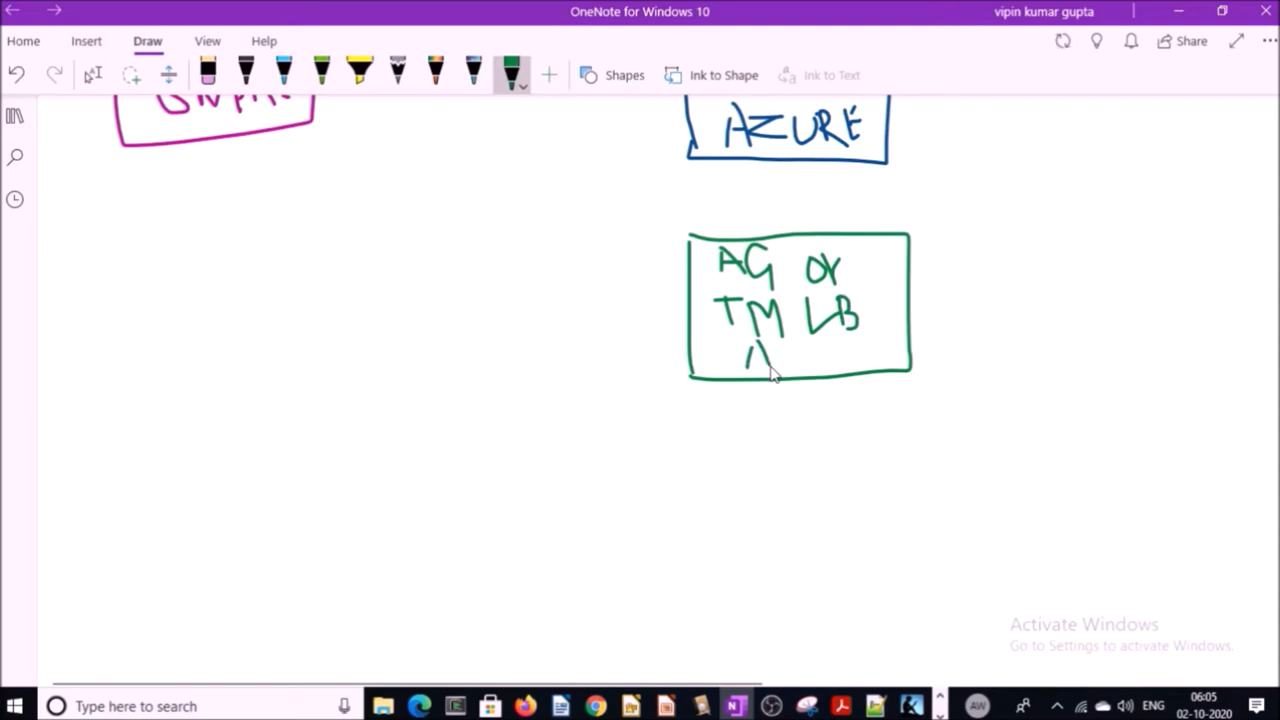 OneNote for Windows 10
vipin kumar gupta
Home Insert Draw View Help
Share
Shapes Ink to Shape Ink to Text
AZURE
AG or
TM LB
Activate Windows
Go to Settings to activate Windows.
Type here to search
AW
ENG
06:05
02-10-2020